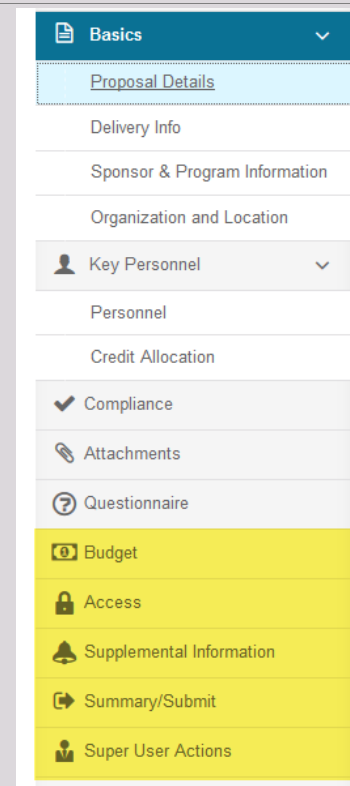 Basics
Proposal Details
Delivery Info
Sponsor & Program Information
Organization and Location
Key Personnel
Personnel
Credit Allocation
Compliance
Attachments
Questionnaire
Budget
Access
Supplemental Information
Summary/Submit
Super User Actions